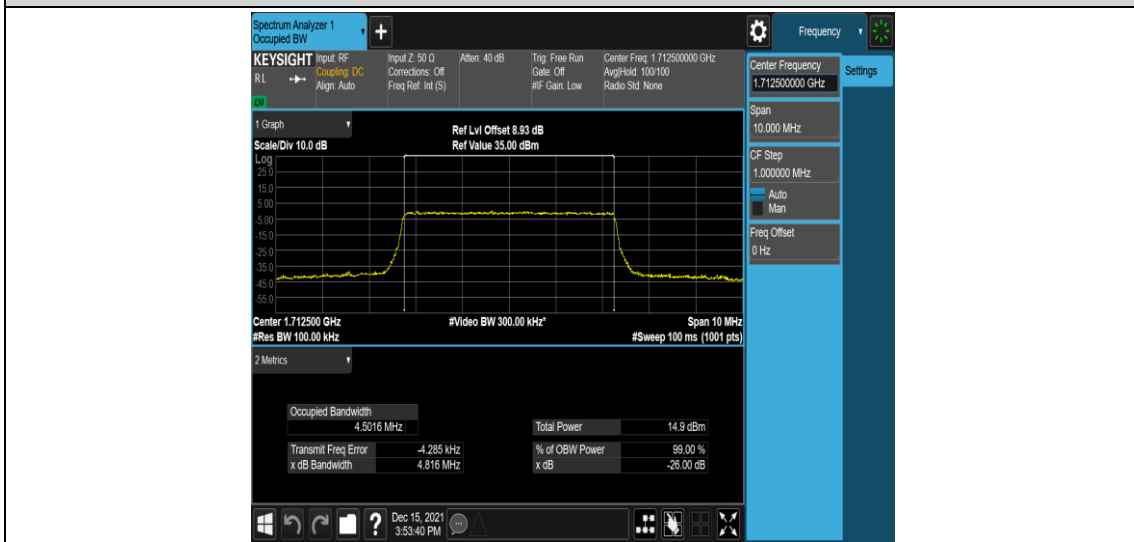 Spectrum Analyzer 1
Occupied BW
+
Frequency
KEYSIGHT
RL
LXI
Input: RF
Coupling: DC
Align: Auto
Input Z: 50 Ω
Corrections: Off
Freq Ref: Int (S)
Atten: 40 dB
Trig: Free Run
Gate: Off
#IF Gain: Low
Center Freq: 1.712500000 GHz
Avg|Hold: 100/100
Radio Std: None
Center Frequency
1.712500000 GHz
Settings
Span
10.000 MHz
CF Step
1.000000 MHz
Auto
Man
Freq Offset
0 Hz
1 Graph
Scale/Div 10.0 dB
Ref Lvl Offset 8.93 dB
Ref Value 35.00 dBm
Log
25.0
15.0
5.00
-5.00
-15.0
-25.0
-35.0
-45.0
-55.0
Center 1.712500 GHz
#Res BW 100.00 kHz
#Video BW 300.00 kHz*
Span 10 MHz
#Sweep 100 ms (1001 pts)
2 Metrics
Occupied Bandwidth
4.5016 MHz
Total Power 14.9 dBm
Transmit Freq Error -4.285 kHz
% of OBW Power 99.00 %
x dB Bandwidth 4.816 MHz
x dB -26.00 dB
?
Dec 15, 2021
3:53:40 PM